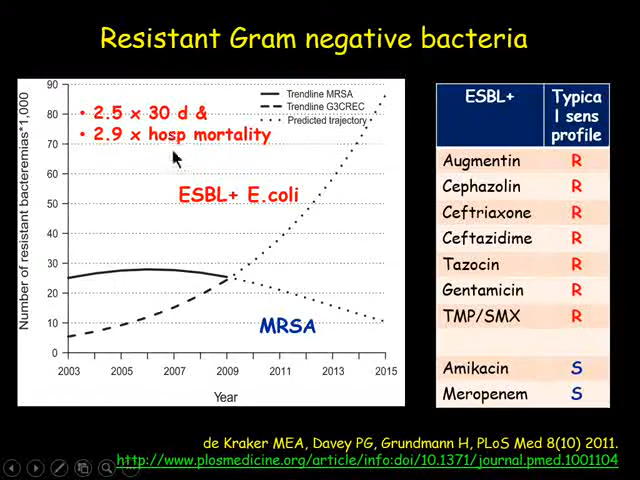 Resistant Gram negative bacteria
Number of resistant bacteremias*1,000
90
80
70
60
50
40
30
20
10
0
2003
2005
2007
2009
2011
2013
2015
Year
Trendline MRSA
Trendline G3CREC
Predicted trajectory
• 2.5 x 30 d &
• 2.9 x hosp mortality
ESBL+ E.coli
MRSA
ESBL+ Typica
l sens
profile
Augmentin R
Cephazolin R
Ceftriaxone R
Ceftazidime R
Tazocin R
Gentamicin R
TMP/SMX R
Amikacin S
Meropenem S
de Kraker MEA, Davey PG, Grundmann H, PLoS Med 8(10) 2011.
http://www.plosmedicine.org/article/info:doi/10.1371/journal.pmed.1001104